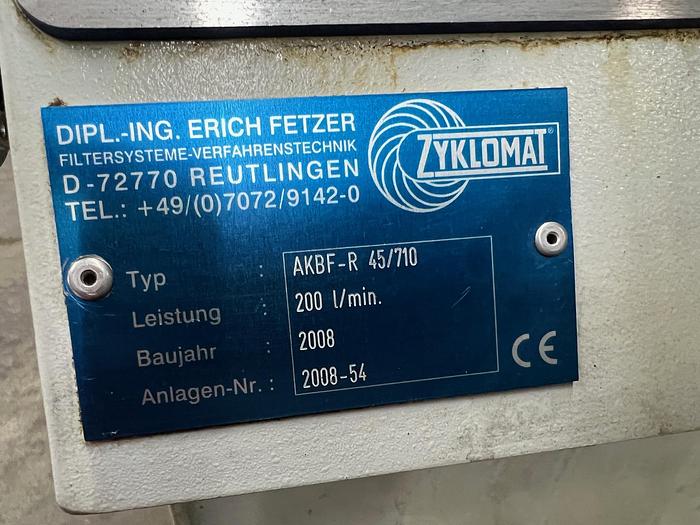 DIPL.-ING. ERICH FETZER
FILTERSYSTEME-VERFAHRENSTECHNIK
D-72770 REUTLINGEN
TEL.: +49/(0)7072/9142-0
ZYKLOMAT®
Typ : AKBF-R 45/710
Leistung : 200 l/min.
Baujahr : 2008
Anlagen-Nr. : 2008-54
CE